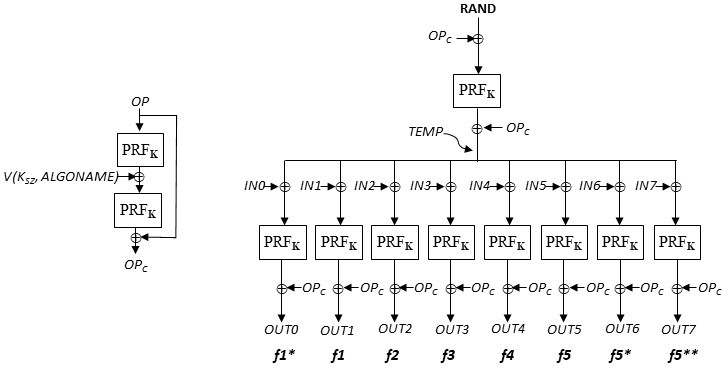 RAND
OPc
PRFK
OPc
TEMP
OP
PRFK
V(Ksz, ALGONAME)
PRFK
OPc
IN0 IN1 IN2 IN3 IN4 IN5 IN6 IN7
PRFK PRFK PRFK PRFK PRFK PRFK PRFK PRFK
OPc OPc OPc OPc OPc OPc OPc OPc
OUT0 OUT1 OUT2 OUT3 OUT4 OUT5 OUT6 OUT7
f1* f1 f2 f3 f4 f5 f5* f5**